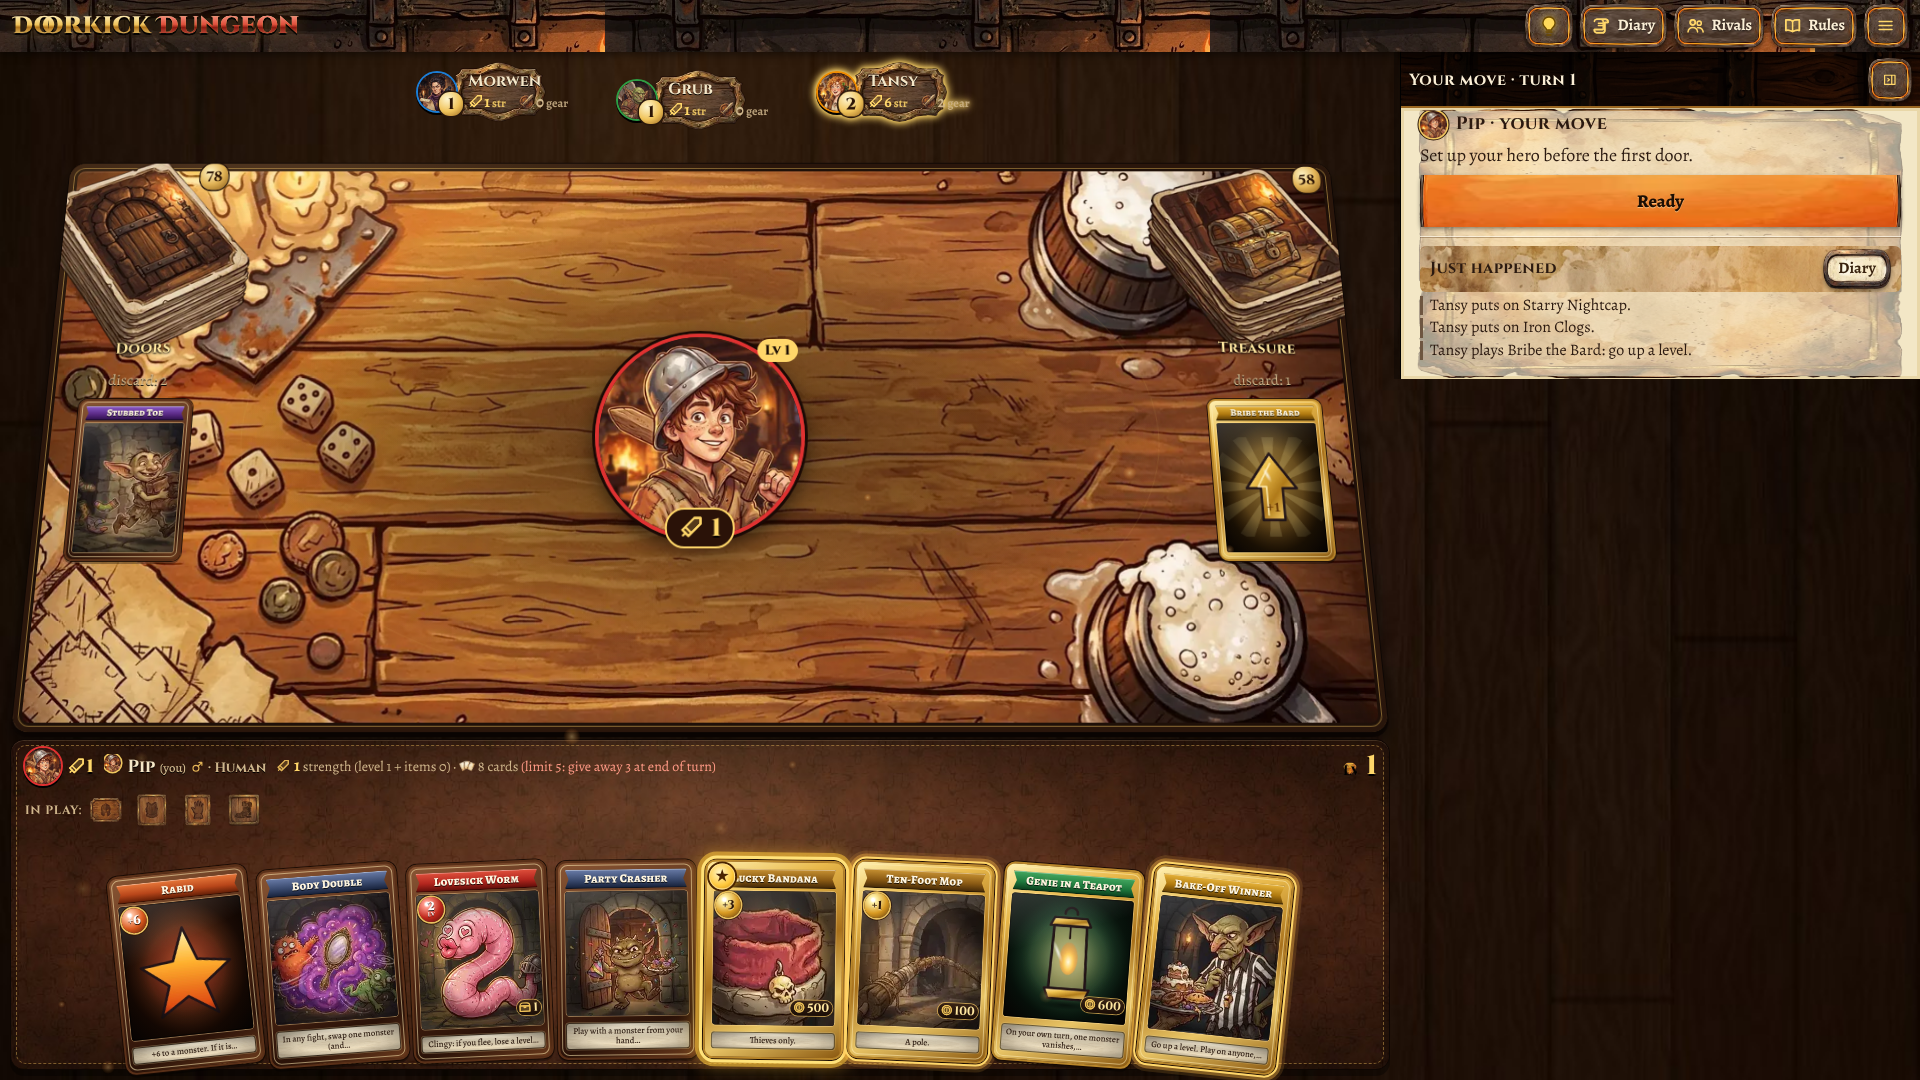 DOORKICK DUNGEON
Diary
Rivals
Rules
MORWEN
1
1 str
0 gear
GRUB
1
1 str
0 gear
TANSY
2
6 str
2 gear
YOUR MOVE · TURN 1
PIP · YOUR MOVE
Set up your hero before the first door.
Ready
JUST HAPPENED
Diary
Tansy puts on Starry Nightcap.
Tansy puts on Iron Clogs.
Tansy plays Bribe the Bard: go up a level.
78
58
DOORS
discard: 2
TREASURE
discard: 1
STUBBED TOE
LV 1
1
BRIBE THE BARD
+1
1 PIP (you) ♂ · HUMAN 1 strength (level 1 + items 0) · 8 cards (limit 5: give away 3 at end of turn)
1
IN PLAY:
RABID
+6
+6 to a monster. If it is...
BODY DOUBLE
In any fight, swap one monster (and...
LOVESICK WORM
2
LV
1
Clingy: if you flee, lose a level...
PARTY CRASHER
Play with a monster from your hand...
UCKY BANDANA
+3
500
Thieves only.
TEN-FOOT MOP
+1
100
A pole.
GENIE IN A TEAPOT
600
On your own turn, one monster vanishes,...
BAKE-OFF WINNER
Go up a level. Play on anyone,...